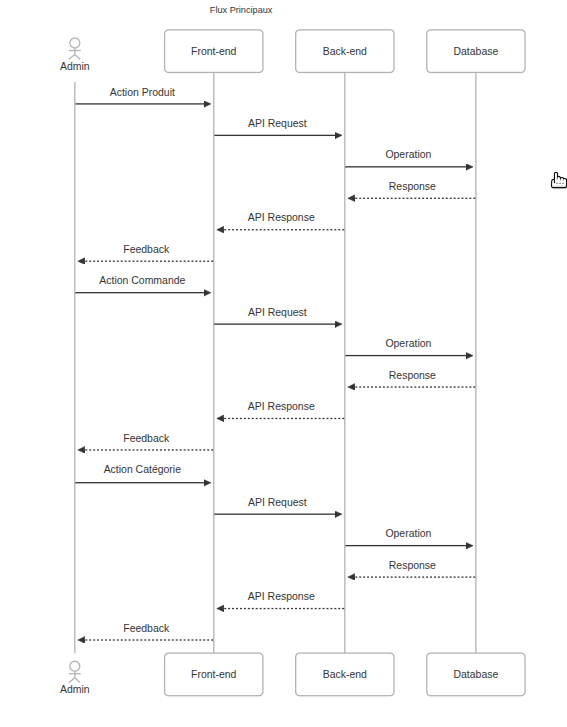 Flux Principaux
Admin
Front-end
Back-end
Database
Action Produit
API Request
Operation
Response
API Response
Feedback
Action Commande
API Request
Operation
Response
API Response
Feedback
Action Catégorie
API Request
Operation
Response
API Response
Feedback
Admin
Front-end
Back-end
Database